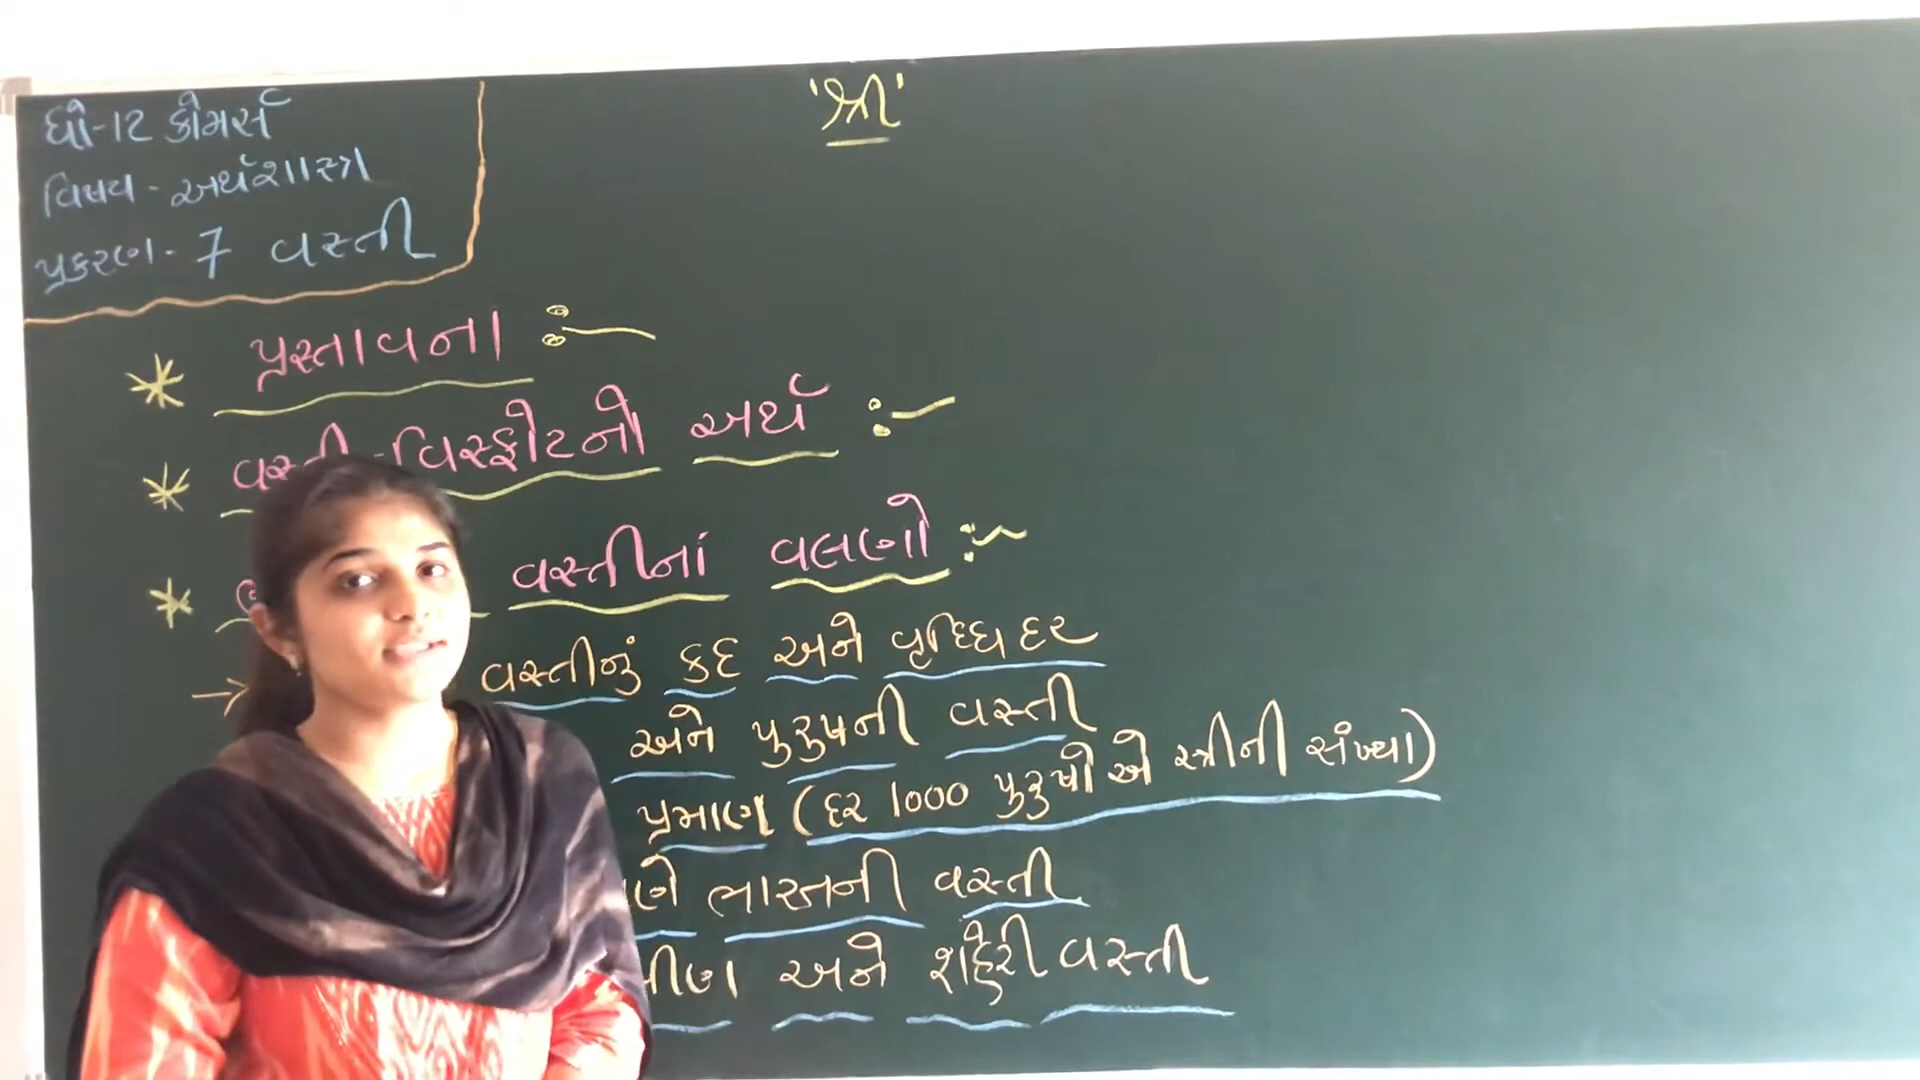 'શ્રી'
ધો-12 કોમર્સ
વિષય - અર્થશાસ્ત્ર
પ્રકરણ - 7 વસ્તી
* પ્રસ્તાવના :-
* વસ્તી-વિસ્ફોટનો અર્થ :-
* વસ્તીનાં વલણો :-
→ વસ્તીનું કદ અને વૃધ્ધિ દર
અને પુરુષની વસ્તી
પ્રમાણ (દર 1000 પુરુષો એ સ્ત્રીની સંખ્યા)
ભારતની વસ્તી
અને શહેરી વસ્તી